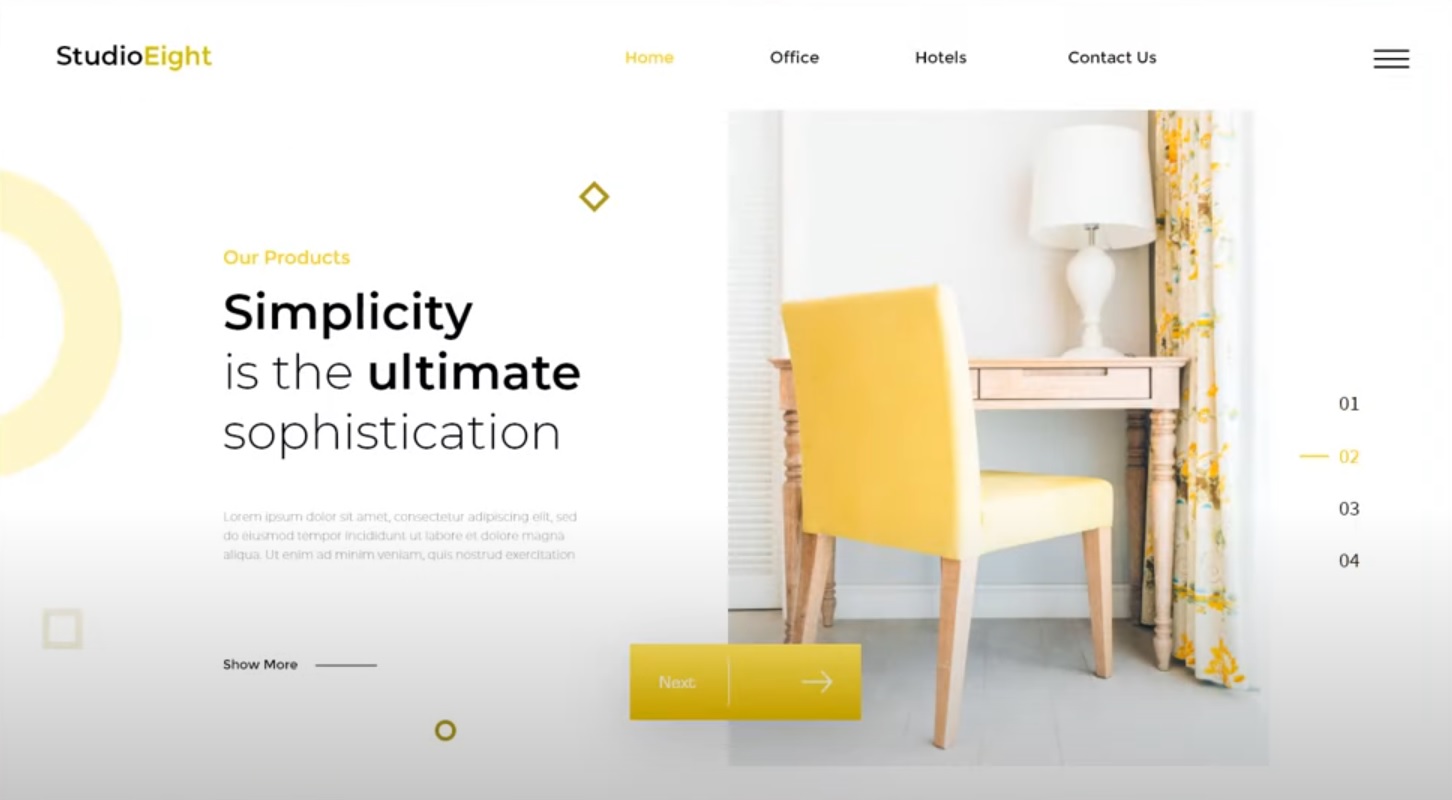 StudioEight
Home Office Hotels Contact Us
Our Products
Simplicity
is the ultimate
sophistication
Lorem ipsum dolor sit amet, consectetur adipiscing elit, sed
do eiusmod tempor incididunt ut labore et dolore magna
aliqua. Ut enim ad minim veniam, quis nostrud exercitation
Show More
Next
01
02
03
04